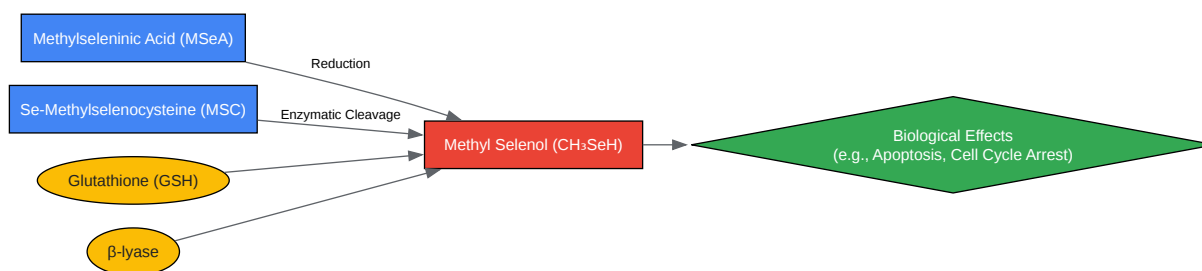 Methylseleninic Acid (MSeA)
Reduction
Se-Methylselenocysteine (MSC)
Enzymatic Cleavage
Glutathione (GSH)
β-lyase
Methyl Selenol (CH₃SeH)
Biological Effects
(e.g., Apoptosis, Cell Cycle Arrest)